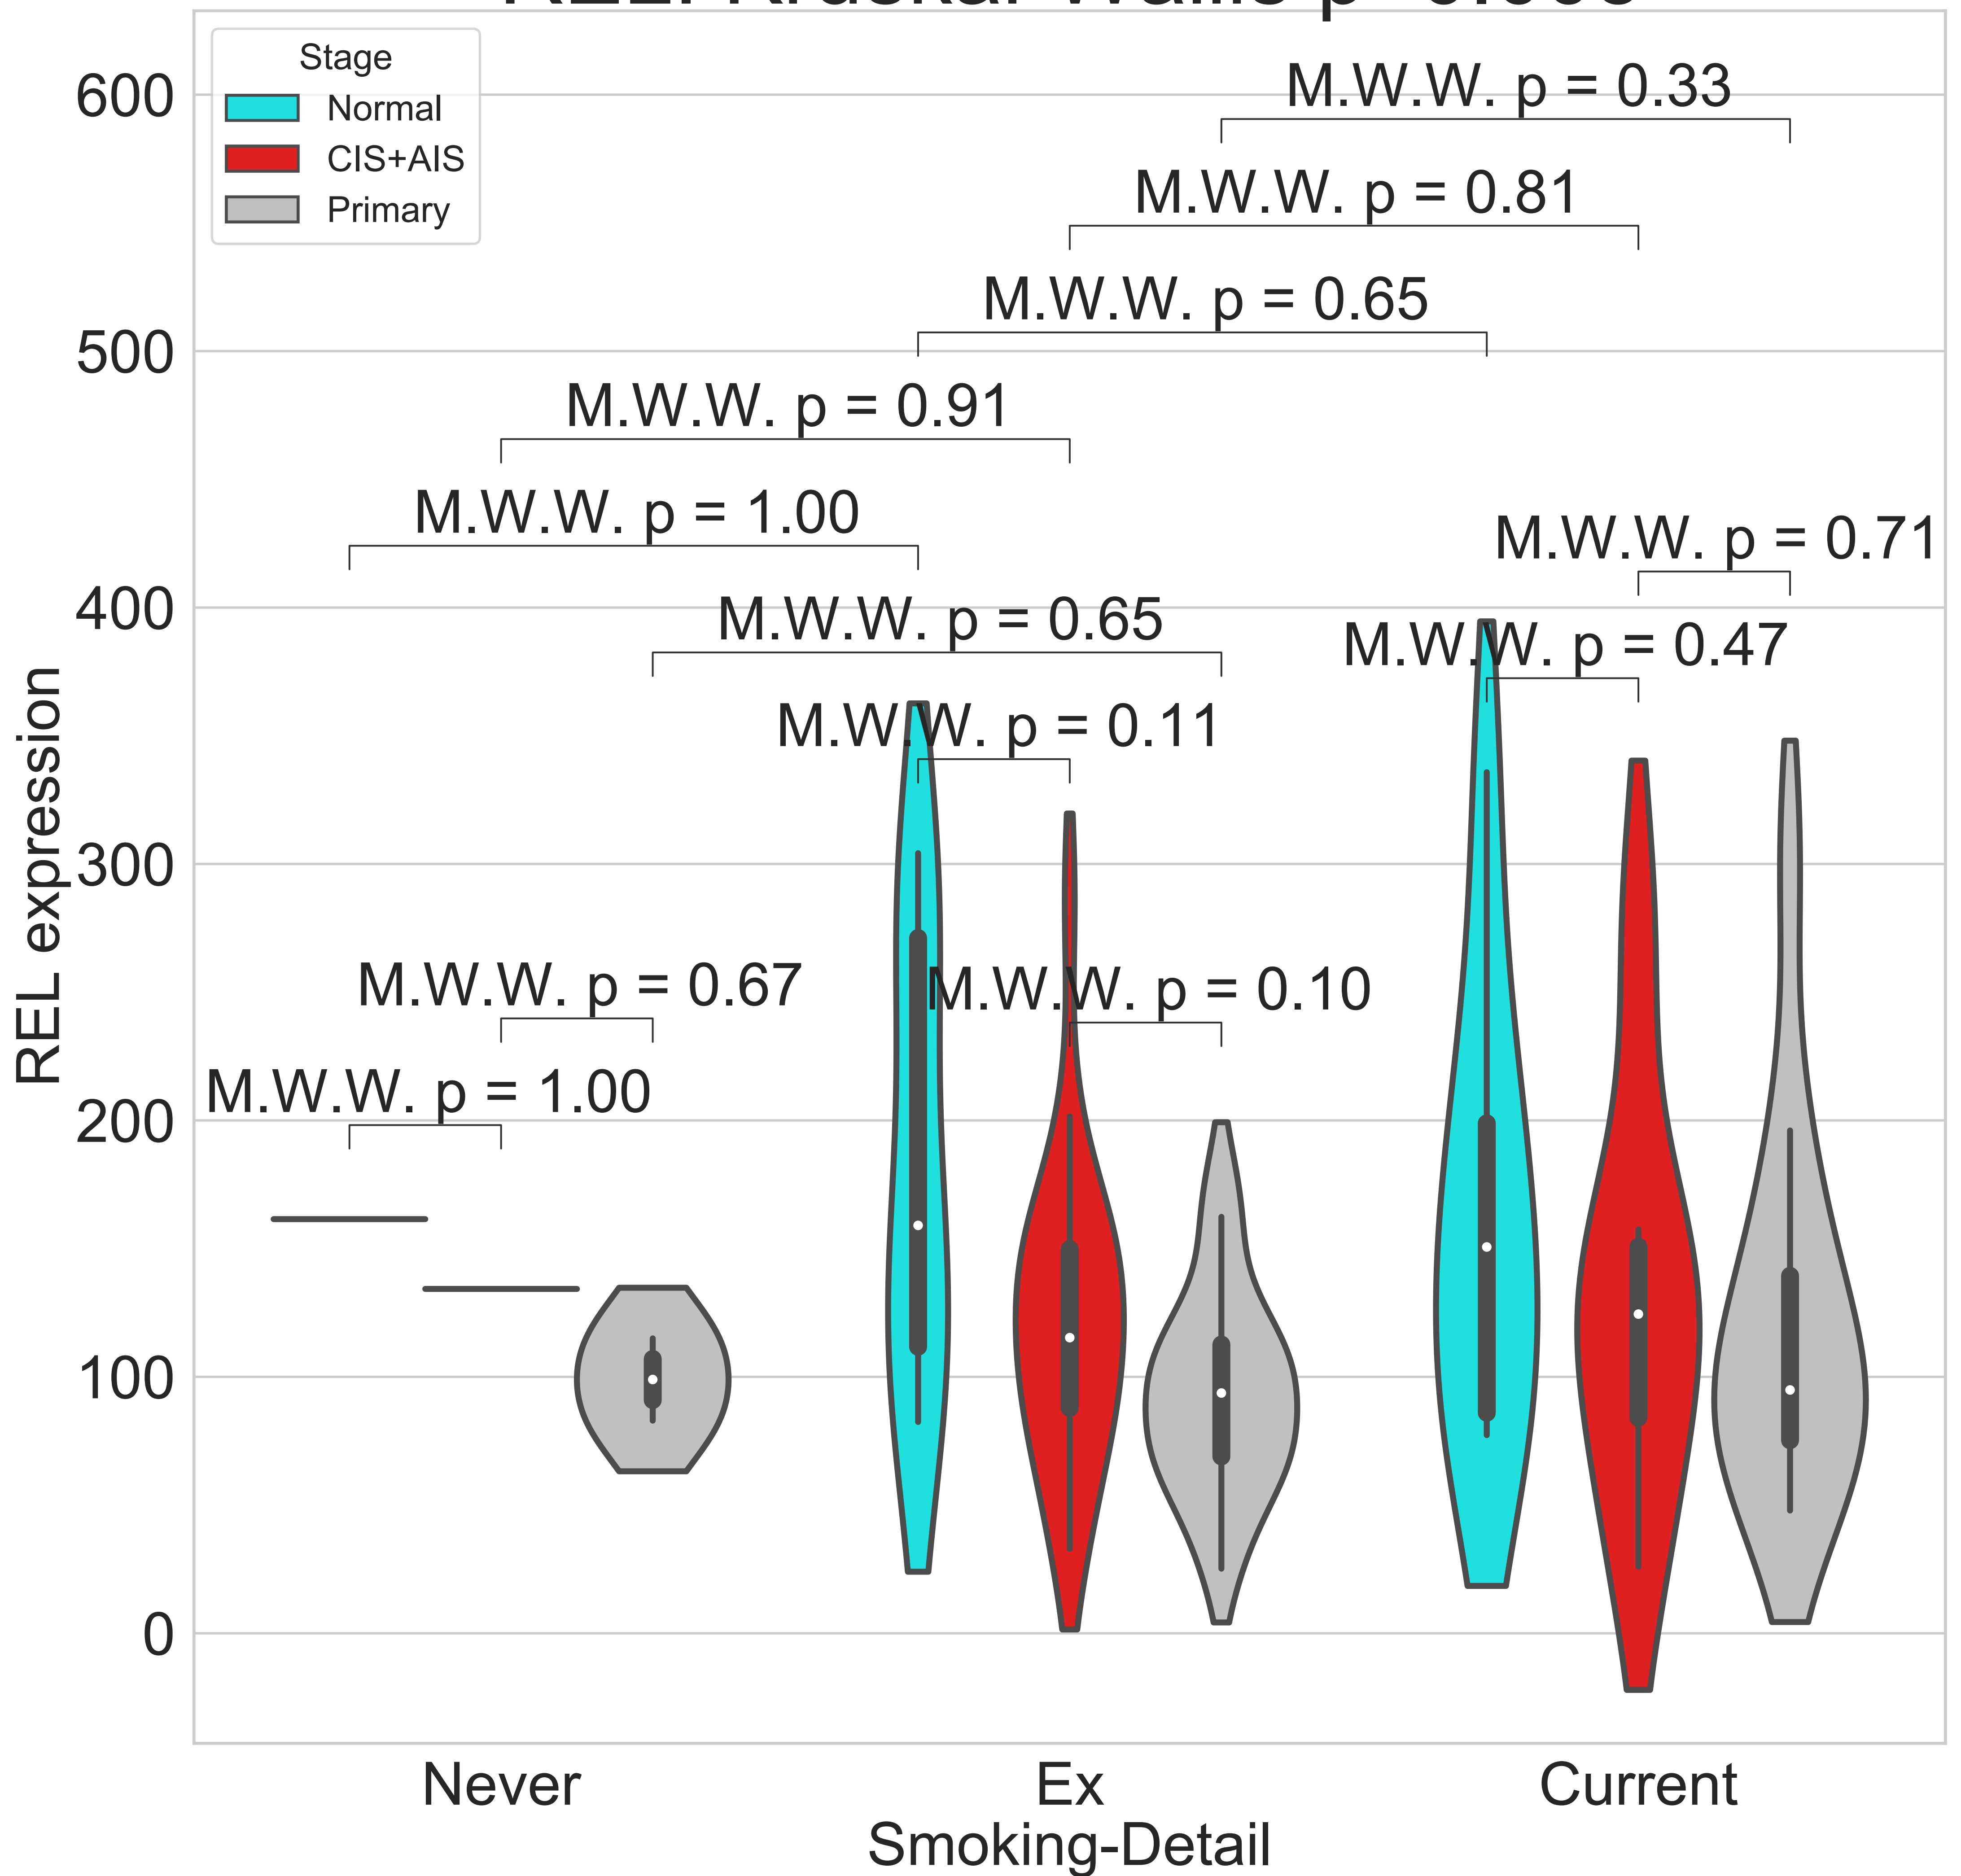 Stage
Normal
CIS+AIS
Primary
M.W.W. p = 0.33
M.W.W. p = 0.81
M.W.W. p = 0.65
M.W.W. p = 0.91
M.W.W. p = 1.00
M.W.W. p = 0.71
M.W.W. p = 0.65
M.W.W. p = 0.47
M.W.W. p = 0.11
M.W.W. p = 0.67
M.W.W. p = 0.10
M.W.W. p = 1.00
600
500
400
300
200
100
0
REL expression
Never
Ex
Current
Smoking-Detail